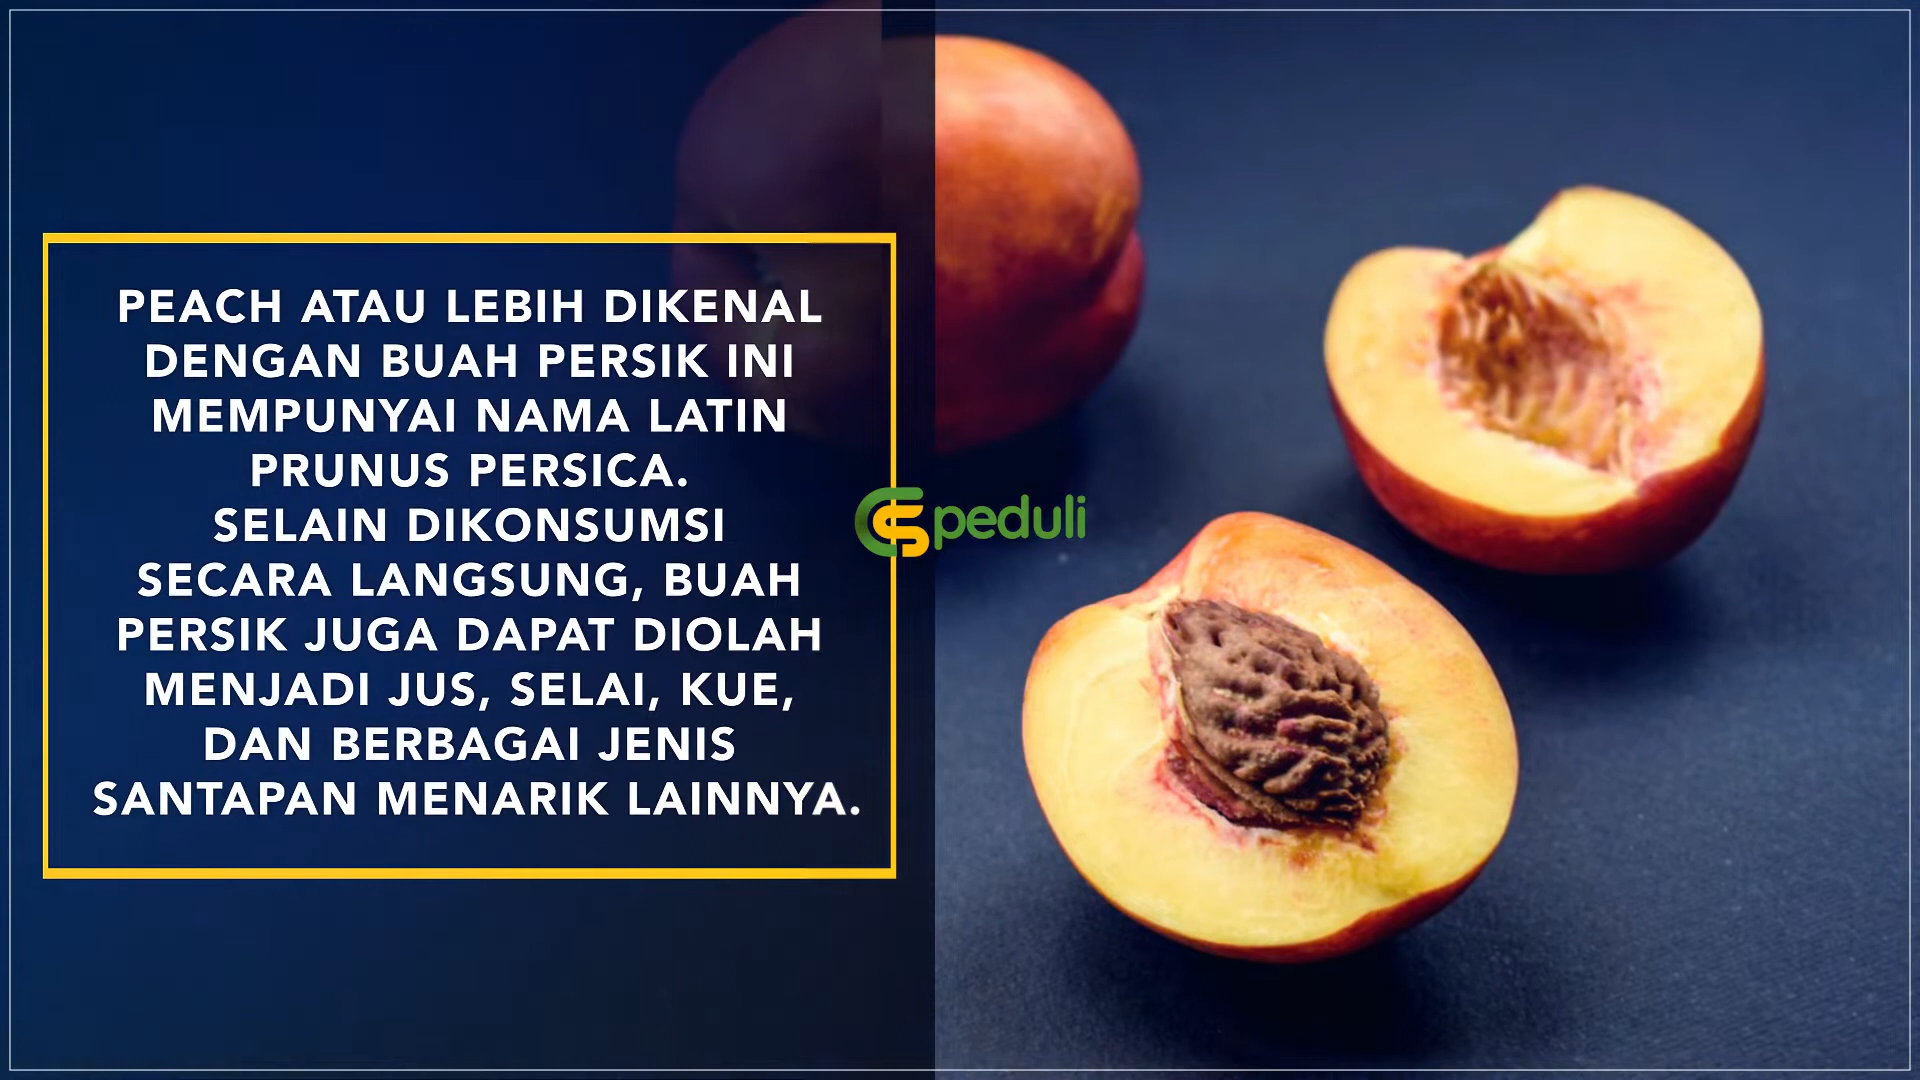 PEACH ATAU LEBIH DIKENAL
DENGAN BUAH PERSIK INI
MEMPUNYAI NAMA LATIN
PRUNUS PERSICA.
SELAIN DIKONSUMSI
SECARA LANGSUNG, BUAH
PERSIK JUGA DAPAT DIOLAH
MENJADI JUS, SELAI, KUE,
DAN BERBAGAI JENIS
SANTAPAN MENARIK LAINNYA.
CS peduli